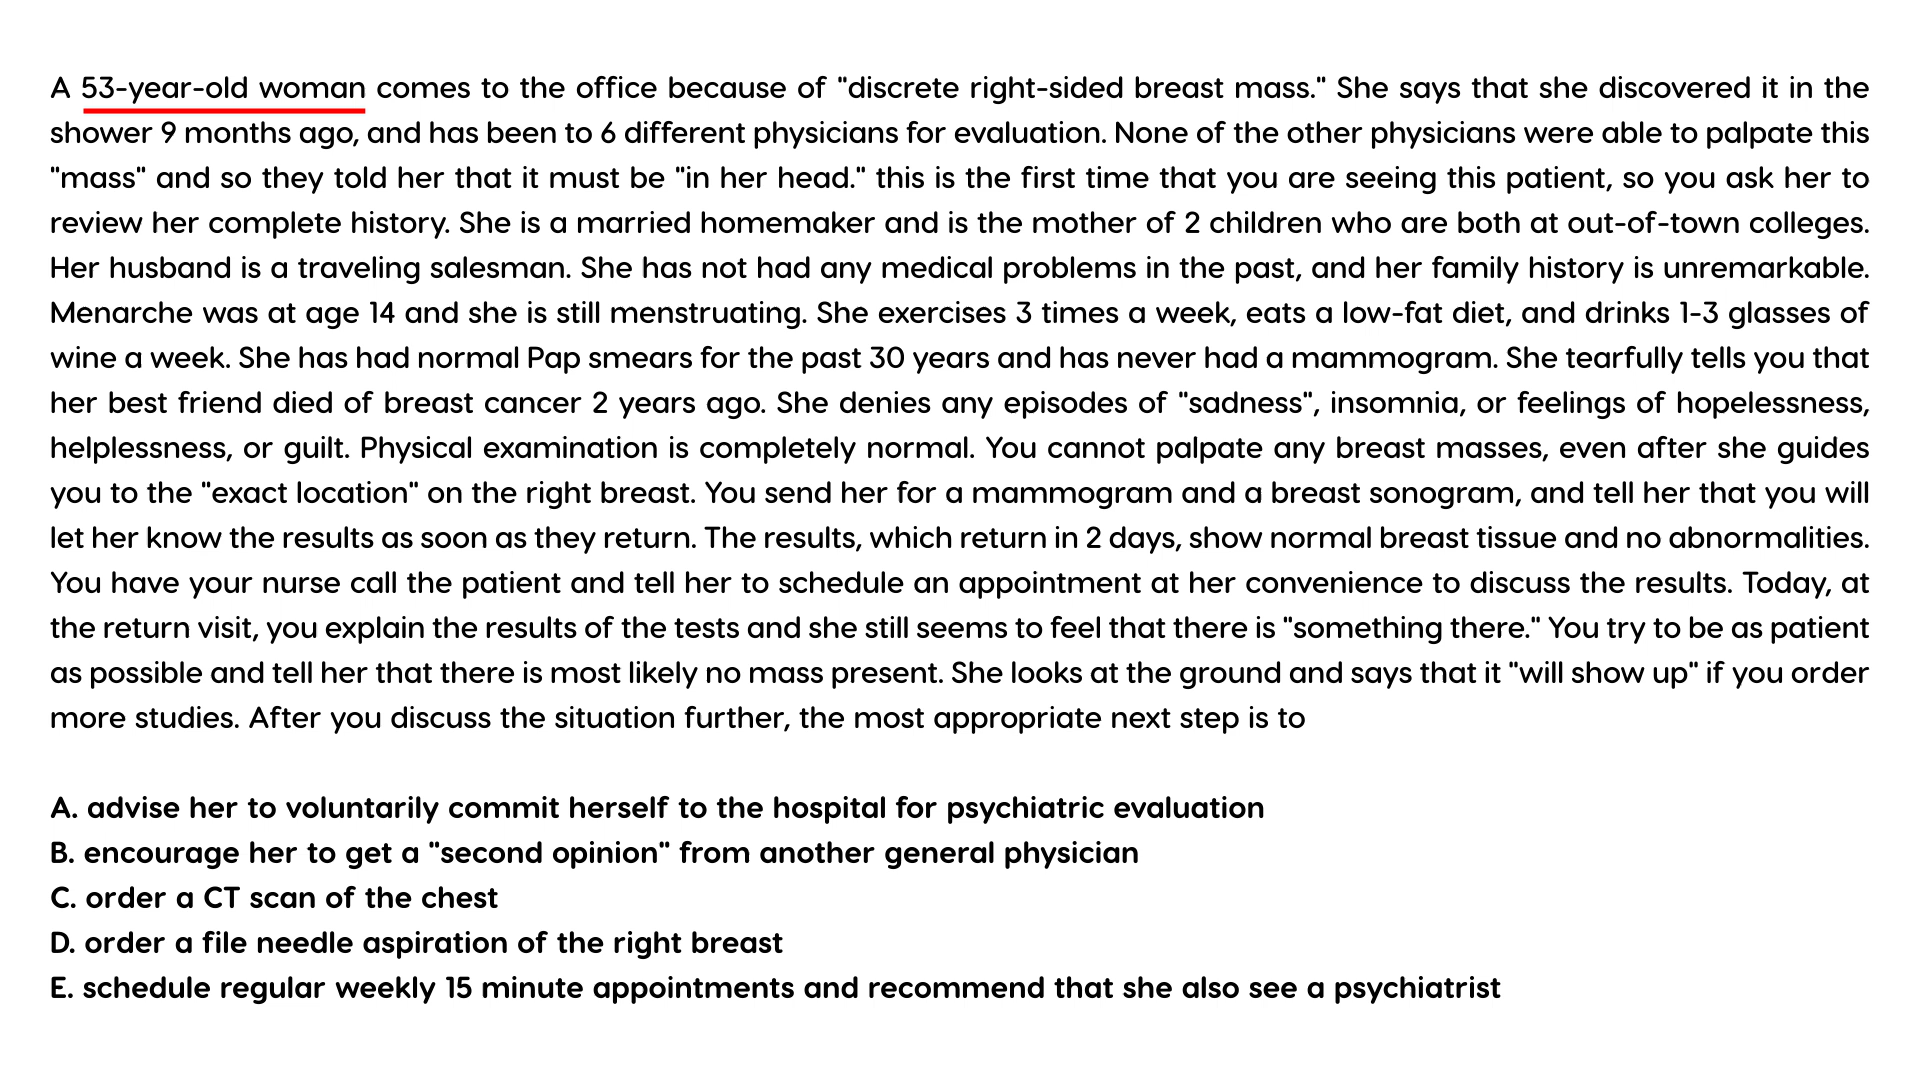 A 53-year-old woman comes to the office because of "discrete right-sided breast mass." She says that she discovered it in the
shower 9 months ago, and has been to 6 different physicians for evaluation. None of the other physicians were able to palpate this
"mass" and so they told her that it must be "in her head." this is the first time that you are seeing this patient, so you ask her to
review her complete history. She is a married homemaker and is the mother of 2 children who are both at out-of-town colleges.
Her husband is a traveling salesman. She has not had any medical problems in the past, and her family history is unremarkable.
Menarche was at age 14 and she is still menstruating. She exercises 3 times a week, eats a low-fat diet, and drinks 1-3 glasses of
wine a week. She has had normal Pap smears for the past 30 years and has never had a mammogram. She tearfully tells you that
her best friend died of breast cancer 2 years ago. She denies any episodes of "sadness", insomnia, or feelings of hopelessness,
helplessness, or guilt. Physical examination is completely normal. You cannot palpate any breast masses, even after she guides
you to the "exact location" on the right breast. You send her for a mammogram and a breast sonogram, and tell her that you will
let her know the results as soon as they return. The results, which return in 2 days, show normal breast tissue and no abnormalities.
You have your nurse call the patient and tell her to schedule an appointment at her convenience to discuss the results. Today, at
the return visit, you explain the results of the tests and she still seems to feel that there is "something there." You try to be as patient
as possible and tell her that there is most likely no mass present. She looks at the ground and says that it "will show up" if you order
more studies. After you discuss the situation further, the most appropriate next step is to
A. advise her to voluntarily commit herself to the hospital for psychiatric evaluation
B. encourage her to get a "second opinion" from another general physician
C. order a CT scan of the chest
D. order a file needle aspiration of the right breast
E. schedule regular weekly 15 minute appointments and recommend that she also see a psychiatrist